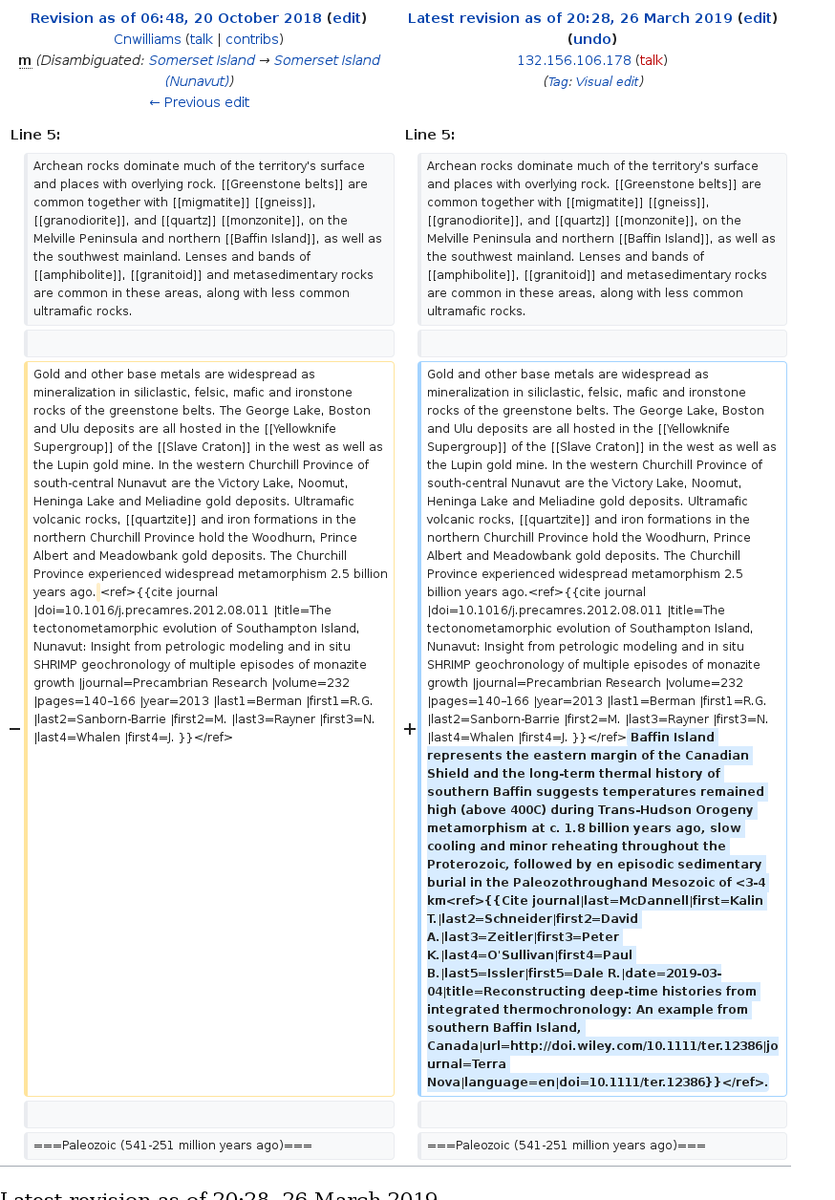 Revision as of 06:48, 20 October 2018 (edit)
Cnwilliams (talk | contribs)
m (Disambiguated: Somerset Island → Somerset Island
(Nunavut))
← Previous edit
Latest revision as of 20:28, 26 March 2019 (edit)
(undo)
132.156.106.178 (talk)
(Tag: Visual edit)
Line 5:
Line 5:
Archean rocks dominate much of the territory's surface
and places with overlying rock. [[Greenstone belts]] are
common together with [[migmatite]] [[gneiss]],
[[granodiorite]], and [[quartz]] [[monzonite]], on the
Melville Peninsula and northern [[Baffin Island]], as well as
the southwest mainland. Lenses and bands of
[[amphibolite]], [[granitoid]] and metasedimentary rocks
are common in these areas, along with less common
ultramafic rocks.
Archean rocks dominate much of the territory's surface
and places with overlying rock. [[Greenstone belts]] are
common together with [[migmatite]] [[gneiss]],
[[granodiorite]], and [[quartz]] [[monzonite]], on the
Melville Peninsula and northern [[Baffin Island]], as well as
the southwest mainland. Lenses and bands of
[[amphibolite]], [[granitoid]] and metasedimentary rocks
are common in these areas, along with less common
ultramafic rocks.
−
Gold and other base metals are widespread as
mineralization in siliclastic, felsic, mafic and ironstone
rocks of the greenstone belts. The George Lake, Boston
and Ulu deposits are all hosted in the [[Yellowknife
Supergroup]] of the [[Slave Craton]] in the west as well as
the Lupin gold mine. In the western Churchill Province of
south-central Nunavut are the Victory Lake, Noomut,
Heninga Lake and Meliadine gold deposits. Ultramafic
volcanic rocks, [[quartzite]] and iron formations in the
northern Churchill Province hold the Woodhurn, Prince
Albert and Meadowbank gold deposits. The Churchill
Province experienced widespread metamorphism 2.5 billion
years ago. <ref>{{cite journal
|doi=10.1016/j.precamres.2012.08.011 |title=The
tectonometamorphic evolution of Southampton Island,
Nunavut: Insight from petrologic modeling and in situ
SHRIMP geochronology of multiple episodes of monazite
growth |journal=Precambrian Research |volume=232
|pages=140–166 |year=2013 |last1=Berman |first1=R.G.
|last2=Sanborn-Barrie |first2=M. |last3=Rayner |first3=N.
|last4=Whalen |first4=J. }}</ref>
+
Gold and other base metals are widespread as
mineralization in siliclastic, felsic, mafic and ironstone
rocks of the greenstone belts. The George Lake, Boston
and Ulu deposits are all hosted in the [[Yellowknife
Supergroup]] of the [[Slave Craton]] in the west as well as
the Lupin gold mine. In the western Churchill Province of
south-central Nunavut are the Victory Lake, Noomut,
Heninga Lake and Meliadine gold deposits. Ultramafic
volcanic rocks, [[quartzite]] and iron formations in the
northern Churchill Province hold the Woodhurn, Prince
Albert and Meadowbank gold deposits. The Churchill
Province experienced widespread metamorphism 2.5
billion years ago.<ref>{{cite journal
|doi=10.1016/j.precamres.2012.08.011 |title=The
tectonometamorphic evolution of Southampton Island,
Nunavut: Insight from petrologic modeling and in situ
SHRIMP geochronology of multiple episodes of monazite
growth |journal=Precambrian Research |volume=232
|pages=140–166 |year=2013 |last1=Berman |first1=R.G.
|last2=Sanborn-Barrie |first2=M. |last3=Rayner |first3=N.
|last4=Whalen |first4=J. }}</ref> Baffin Island
represents the eastern margin of the Canadian
Shield and the long-term thermal history of
southern Baffin suggests temperatures remained
high (above 400C) during Trans-Hudson Orogeny
metamorphism at c. 1.8 billion years ago, slow
cooling and minor reheating throughout the
Proterozoic, followed by en episodic sedimentary
burial in the Paleozothroughand Mesozoic of <3-4
km<ref>{{Cite journal|last=McDannell|first=Kalin
T.|last2=Schneider|first2=David
A.|last3=Zeitler|first3=Peter
K.|last4=O'Sullivan|first4=Paul
B.|last5=Issler|first5=Dale R.|date=2019-03-
04|title=Reconstructing deep-time histories from
integrated thermochronology: An example from
southern Baffin Island,
Canada|url=http://doi.wiley.com/10.1111/ter.12386|jo
urnal=Terra
Nova|language=en|doi=10.1111/ter.12386}}</ref>.
===Paleozoic (541-251 million years ago)===
===Paleozoic (541-251 million years ago)===
Latest revision as of 20:28, 26 March 2019